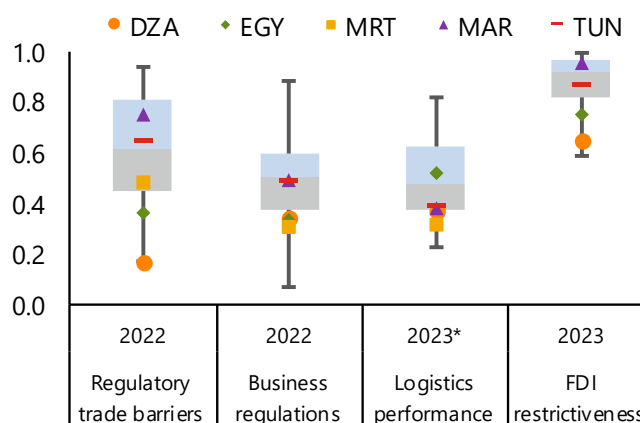 DZA EGY MRT MAR TUN
1.0
0.8
0.6
0.4
0.2
0.0
2022 2022 2023* 2023
Regulatory Business Logistics FDI
trade barriers regulations performance restrictiveness